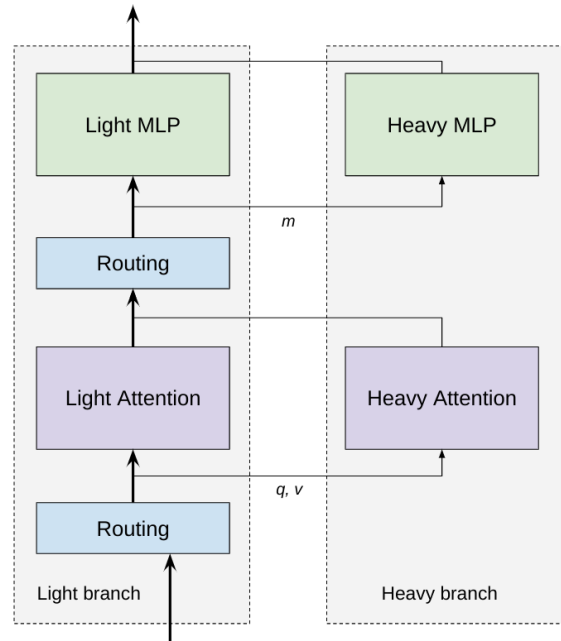 Light MLP
Heavy MLP
m
Routing
Light Attention
Heavy Attention
q, v
Routing
Light branch
Heavy branch